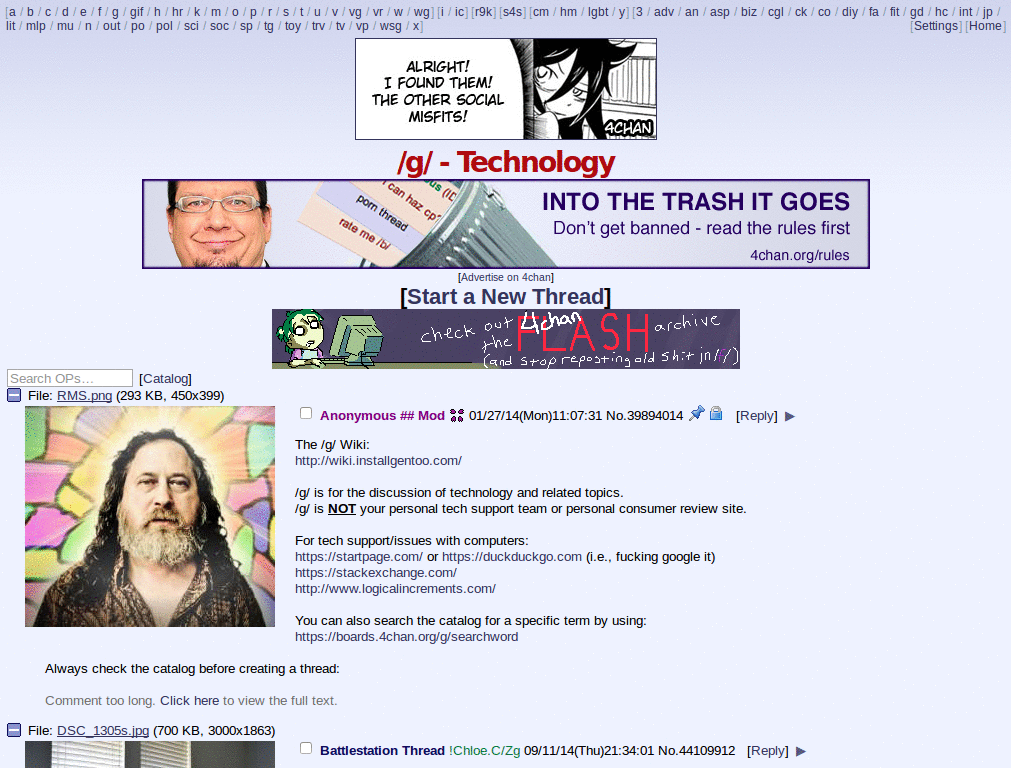 [a / b / c / d / e / f / g / gif / h / hr / k / m / o / p / r / s / t / u / v / vg / vr / w / wg] [i / ic] [r9k] [s4s] [cm / hm / lgbt / y] [3 / adv / an / asp / biz / cgl / ck / co / diy / fa / fit / gd / hc / int / jp /
lit / mlp / mu / n / out / po / pol / sci / soc / sp / tg / toy / trv / tv / vp / wsg / x] [Settings] [Home]
ALRIGHT!
I FOUND THEM!
THE OTHER SOCIAL
MISFITS!
4CHAN
/g/ - Technology
i can haz cp?
porn thread
rate me /b/
INTO THE TRASH IT GOES
Don't get banned - read the rules first
4chan.org/rules
[Advertise on 4chan]
[Start a New Thread]
check out 4chan
the FLASH archive
(and stop reposting old shit in /f/)
Search OPs… [Catalog]
File: RMS.png (293 KB, 450x399)
Anonymous ## Mod 01/27/14(Mon)11:07:31 No.39894014 [Reply] ▶
The /g/ Wiki:
http://wiki.installgentoo.com/
/g/ is for the discussion of technology and related topics.
/g/ is NOT your personal tech support team or personal consumer review site.
For tech support/issues with computers:
https://startpage.com/ or https://duckduckgo.com (i.e., fucking google it)
https://stackexchange.com/
http://www.logicalincrements.com/
You can also search the catalog for a specific term by using:
https://boards.4chan.org/g/searchword
Always check the catalog before creating a thread:
Comment too long. Click here to view the full text.
File: DSC_1305s.jpg (700 KB, 3000x1863)
Battlestation Thread !Chloe.C/Zg 09/11/14(Thu)21:34:01 No.44109912 [Reply] ▶